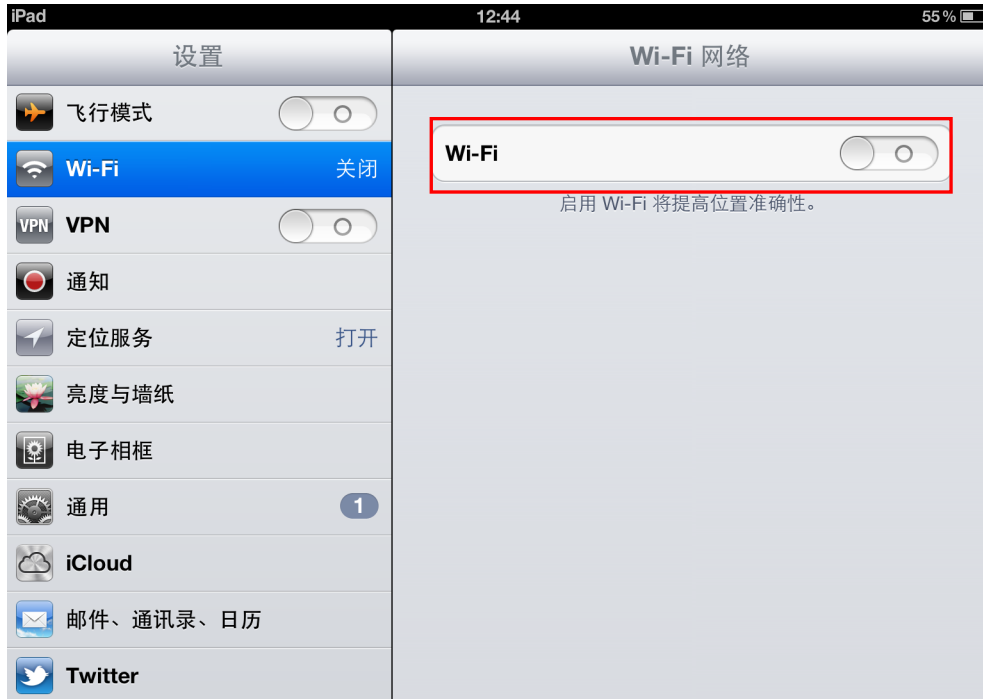 iPad 12:44 55%
设置
Wi-Fi 网络
飞行模式
Wi-Fi 关闭
VPN VPN
通知
定位服务 打开
亮度与墙纸
电子相框
通用 1
iCloud
邮件、通讯录、日历
Twitter
Wi-Fi
启用 Wi-Fi 将提高位置准确性。